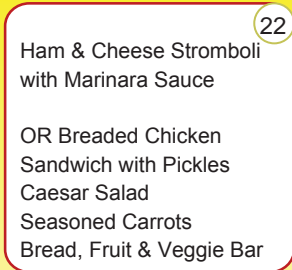 22
Ham & Cheese Stromboli
with Marinara Sauce
OR Breaded Chicken
Sandwich with Pickles
Caesar Salad
Seasoned Carrots
Bread, Fruit & Veggie Bar